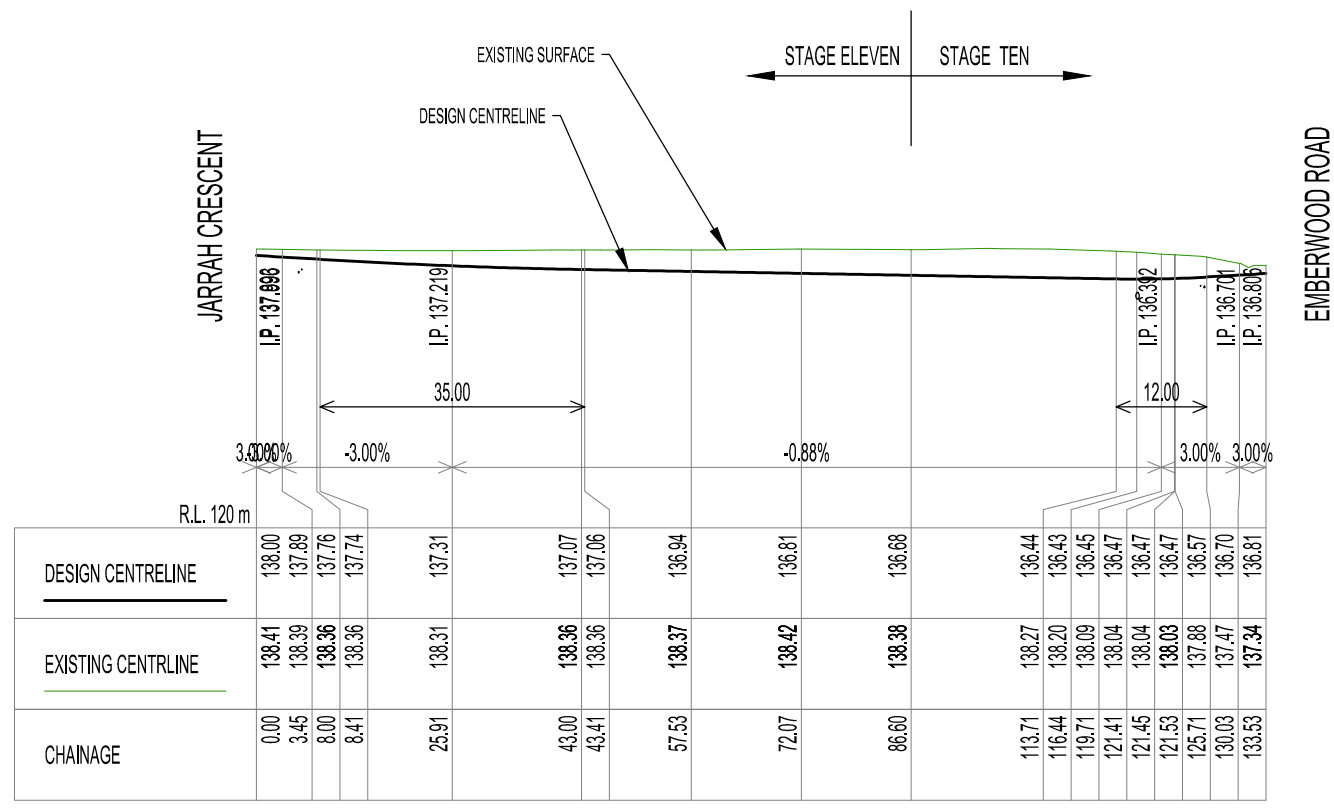 STAGE ELEVEN STAGE TEN
EXISTING SURFACE
DESIGN CENTRELINE
JARRAH CRESCENT
EMBERWOOD ROAD
I.P. 137.219
I.P. 136.392
I.P. 136.701
I.P. 136.806
35.00
12.00
-3.00%
-0.88%
3.00%
3.00%
R.L. 120 m
DESIGN CENTRELINE 138.00 137.89 137.76 137.74 137.31 137.07 137.06 136.94 136.81 136.68 136.44 136.43 136.45 136.47 136.47 136.47 136.57 136.70 136.81
EXISTING CENTRLINE 138.41 138.39 138.36 138.36 138.31 138.36 138.36 138.37 138.42 138.38 138.27 138.20 138.09 138.04 138.04 138.03 137.88 137.47 137.34
CHAINAGE 0.00 3.45 8.00 8.41 25.91 43.00 43.41 57.53 72.07 86.60 113.71 116.44 119.71 121.41 121.45 121.53 125.71 130.03 133.53